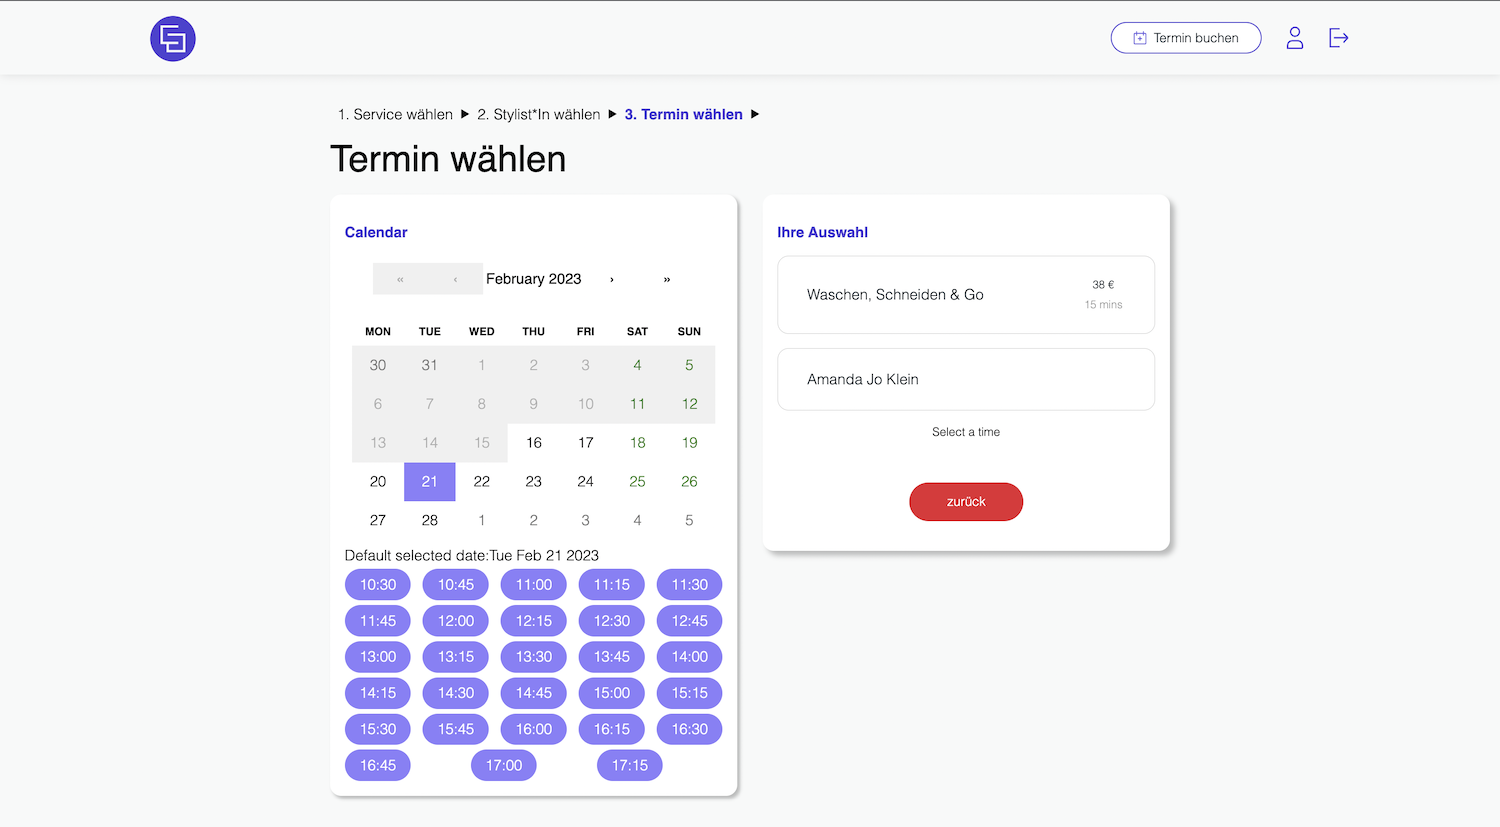 Termin buchen
1. Service wählen ▶ 2. Stylist*In wählen ▶ 3. Termin wählen ▶
Termin wählen
Calendar
« ‹ February 2023 › »
MON TUE WED THU FRI SAT SUN
30 31 1 2 3 4 5
6 7 8 9 10 11 12
13 14 15 16 17 18 19
20 21 22 23 24 25 26
27 28 1 2 3 4 5
Default selected date:Tue Feb 21 2023
10:30 10:45 11:00 11:15 11:30
11:45 12:00 12:15 12:30 12:45
13:00 13:15 13:30 13:45 14:00
14:15 14:30 14:45 15:00 15:15
15:30 15:45 16:00 16:15 16:30
16:45 17:00 17:15
Ihre Auswahl
Waschen, Schneiden & Go
38 €
15 mins
Amanda Jo Klein
Select a time
zurück